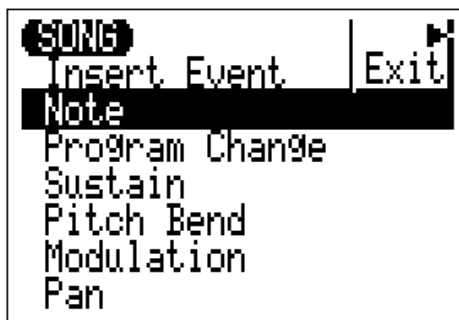 SONG
Insert Event Exit
Note
Program Change
Sustain
Pitch Bend
Modulation
Pan